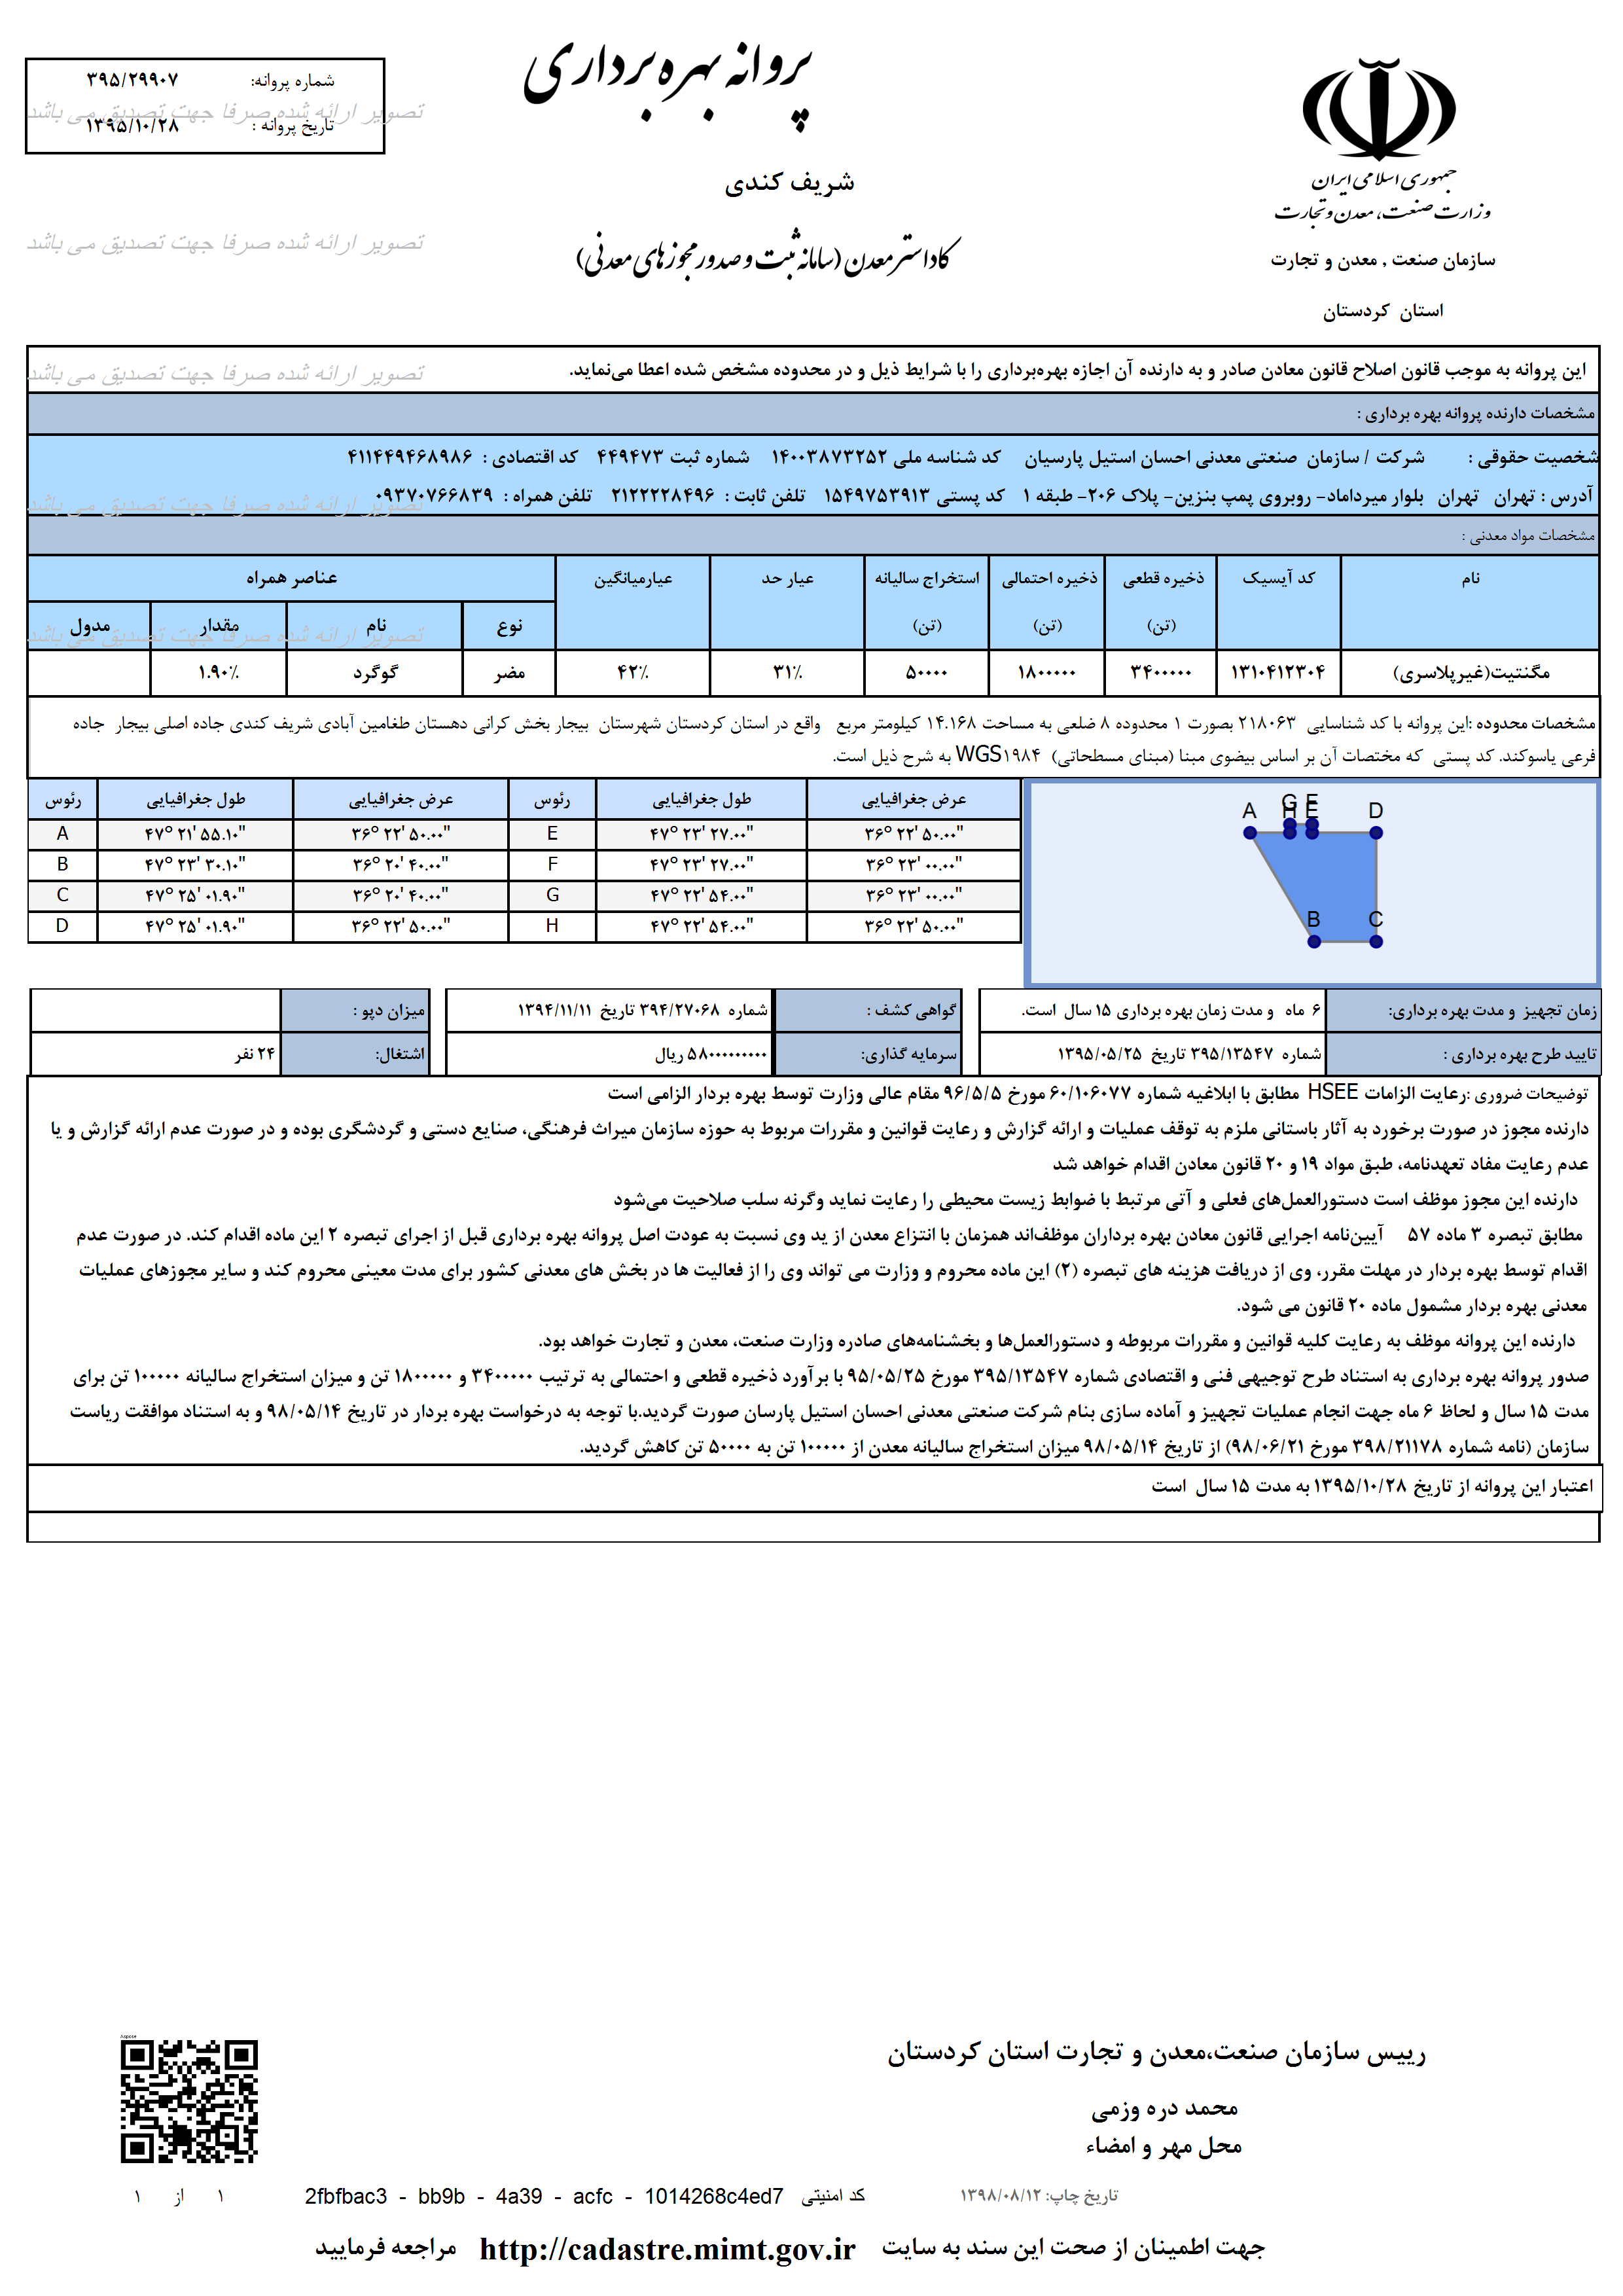 پروانه بهره برداری
شماره پروانه: ۳۹۵/۲۹۹۰۷
تاریخ پروانه : ۱۳۹۵/۱۰/۲۸
تصویر ارائه شده صرفا جهت تصدیق می باشد
شریف کندی
جمهوری اسلامی ایران
وزارت صنعت، معدن و تجارت
تصویر ارائه شده صرفا جهت تصدیق می باشد
کاداستر معدن (سامانه ثبت و صدور مجوزهای معدنی)
سازمان صنعت , معدن و تجارت
استان کردستان
تصویر ارائه شده صرفا جهت تصدیق می باشد
این پروانه به موجب قانون اصلاح قانون معادن صادر و به دارنده آن اجازه بهره‌برداری را با شرایط ذیل و در محدوده مشخص شده اعطا می‌نماید.
مشخصات دارنده پروانه بهره برداری :
شخصیت حقوقی : شرکت / سازمان صنعتی معدنی احسان استیل پارسیان کد شناسه ملی ۱۴۰۰۳۸۷۳۲۵۲ شماره ثبت ۴۴۹۴۷۳ کد اقتصادی : ۴۱۱۴۴۹۴۶۸۹۸۶
آدرس : تهران تهران بلوار میرداماد- روبروی پمپ بنزین- پلاک ۲۰۶- طبقه ۱ کد پستی ۱۵۴۹۷۵۳۹۱۳ تلفن ثابت : ۲۱۲۲۲۲۸۴۹۶ تلفن همراه : ۰۹۳۷۰۷۶۶۸۳۹
تصویر ارائه شده صرفا جهت تصدیق می باشد
مشخصات مواد معدنی :
نام کد آیسیک ذخیره قطعی (تن) ذخیره احتمالی (تن) استخراج سالیانه (تن) عیار حد عیارمیانگین عناصر همراه
نوع نام مقدار مدول
تصویر ارائه شده صرفا جهت تصدیق می باشد
مگنتیت(غیرپلاسری) ۱۳۱۰۴۱۲۳۰۴ ۳۴۰۰۰۰۰ ۱۸۰۰۰۰۰ ۵۰۰۰۰ ۳۱٪ ۴۲٪ مضر گوگرد ۱.۹۰٪
مشخصات محدوده :این پروانه با کد شناسایی ۲۱۸۰۶۳ بصورت ۱ محدوده ۸ ضلعی به مساحت ۱۴.۱۶۸ کیلومتر مربع واقع در استان کردستان شهرستان بیجار بخش کرانی دهستان طغامین آبادی شریف کندی جاده اصلی بیجار جاده
فرعی یاسوکند. کد پستی که مختصات آن بر اساس بیضوی مبنا (مبنای مسطحاتی) WGS۱۹۸۴ به شرح ذیل است.
عرض جغرافیایی طول جغرافیایی رئوس عرض جغرافیایی طول جغرافیایی رئوس
۳۶° ۲۲' ۵۰.۰۰" ۴۷° ۲۳' ۲۷.۰۰" E ۳۶° ۲۲' ۵۰.۰۰" ۴۷° ۲۱' ۵۵.۱۰" A
۳۶° ۲۳' ۰۰.۰۰" ۴۷° ۲۳' ۲۷.۰۰" F ۳۶° ۲۰' ۴۰.۰۰" ۴۷° ۲۳' ۳۰.۱۰" B
۳۶° ۲۳' ۰۰.۰۰" ۴۷° ۲۲' ۵۴.۰۰" G ۳۶° ۲۰' ۴۰.۰۰" ۴۷° ۲۵' ۰۱.۹۰" C
۳۶° ۲۲' ۵۰.۰۰" ۴۷° ۲۲' ۵۴.۰۰" H ۳۶° ۲۲' ۵۰.۰۰" ۴۷° ۲۵' ۰۱.۹۰" D
A G H E D
B C
زمان تجهیز و مدت بهره برداری: ۶ ماه و مدت زمان بهره برداری ۱۵ سال است. گواهی کشف : شماره ۳۹۴/۲۷۰۶۸ تاریخ ۱۳۹۴/۱۱/۱۱ میزان دپو :
تایید طرح بهره برداری : شماره ۳۹۵/۱۳۵۴۷ تاریخ ۱۳۹۵/۰۵/۲۵ سرمایه گذاری: ۵۸۰۰۰۰۰۰۰۰۰ ریال اشتغال: ۲۴ نفر
توضیحات ضروری :رعایت الزامات HSEE مطابق با ابلاغیه شماره ۶۰/۱۰۶۰۷۷ مورخ ۹۶/۵/۵ مقام عالی وزارت توسط بهره بردار الزامی است
دارنده مجوز در صورت برخورد به آثار باستانی ملزم به توقف عملیات و ارائه گزارش و رعایت قوانین و مقررات مربوط به حوزه سازمان میراث فرهنگی، صنایع دستی و گردشگری بوده و در صورت عدم ارائه گزارش و یا
عدم رعایت مفاد تعهدنامه، طبق مواد ۱۹ و ۲۰ قانون معادن اقدام خواهد شد
دارنده این مجوز موظف است دستورالعمل‌های فعلی و آتی مرتبط با ضوابط زیست محیطی را رعایت نماید وگرنه سلب صلاحیت می‌شود
مطابق تبصره ۳ ماده ۵۷ آیین‌نامه اجرایی قانون معادن بهره برداران موظف‌اند همزمان با انتزاع معدن از ید وی نسبت به عودت اصل پروانه بهره برداری قبل از اجرای تبصره ۲ این ماده اقدام کند. در صورت عدم
اقدام توسط بهره بردار در مهلت مقرر، وی از دریافت هزینه های تبصره (۲) این ماده محروم و وزارت می تواند وی را از فعالیت ها در بخش های معدنی کشور برای مدت معینی محروم کند و سایر مجوزهای عملیات
معدنی بهره بردار مشمول ماده ۲۰ قانون می شود.
دارنده این پروانه موظف به رعایت کلیه قوانین و مقررات مربوطه و دستورالعمل‌ها و بخشنامه‌های صادره وزارت صنعت، معدن و تجارت خواهد بود.
صدور پروانه بهره برداری به استناد طرح توجیهی فنی و اقتصادی شماره ۳۹۵/۱۳۵۴۷ مورخ ۹۵/۰۵/۲۵ با برآورد ذخیره قطعی و احتمالی به ترتیب ۳۴۰۰۰۰۰ و ۱۸۰۰۰۰۰ تن و میزان استخراج سالیانه ۱۰۰۰۰۰ تن برای
مدت ۱۵ سال و لحاظ ۶ ماه جهت انجام عملیات تجهیز و آماده سازی بنام شرکت صنعتی معدنی احسان استیل پارسان صورت گردید.با توجه به درخواست بهره بردار در تاریخ ۹۸/۰۵/۱۴ و به استناد موافقت ریاست
سازمان (نامه شماره ۳۹۸/۲۱۱۷۸ مورخ ۹۸/۰۶/۲۱) از تاریخ ۹۸/۰۵/۱۴ میزان استخراج سالیانه معدن از ۱۰۰۰۰۰ تن به ۵۰۰۰۰ تن کاهش گردید.
اعتبار این پروانه از تاریخ ۱۳۹۵/۱۰/۲۸ به مدت ۱۵ سال است
رییس سازمان صنعت،معدن و تجارت استان کردستان
محمد دره وزمی
محل مهر و امضاء
تاریخ چاپ: ۱۳۹۸/۰۸/۱۲ کد امنیتی 2fbfbac3 - bb9b - 4a39 - acfc - 1014268c4ed7 ۱ از ۱
جهت اطمینان از صحت این سند به سایت http://cadastre.mimt.gov.ir مراجعه فرمایید